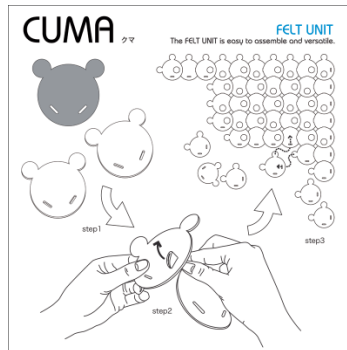 CUMA クマ
FELT UNIT
The FELT UNIT is easy to assemble and versatile.
step1
step3
step2